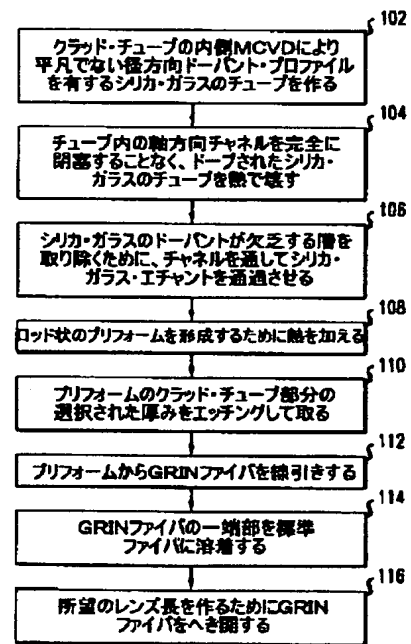 102
クラッド・チューブの内側MCVDにより
平凡でない径方向ドーパント・プロファイル
を有するシリカ・ガラスのチューブを作る
104
チューブ内の軸方向チャネルを完全に
閉塞することなく、ドープされたシリカ・
ガラスのチューブを熱で壊す
106
シリカ・ガラスのドーパントが欠乏する層を
取り除くために、チャネルを通してシリカ・
ガラス・エチャントを通過させる
108
ロッド状のプリフォームを形成するために熱を加える
110
プリフォームのクラッド・チューブ部分の
選択された厚みをエッチングして取る
112
プリフォームからGRINファイバを線引きする
114
GRINファイバの一端部を標準
ファイバに溶着する
116
所望のレンズ長を作るためにGRIN
ファイバをへき開する